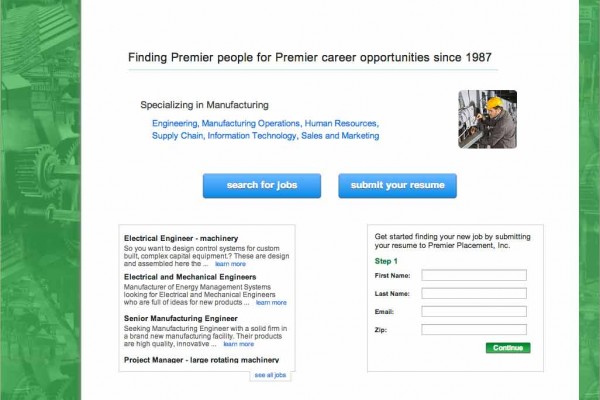 Finding Premier people for Premier career opportunities since 1987
Specializing in Manufacturing
Engineering, Manufacturing Operations, Human Resources,
Supply Chain, Information Technology, Sales and Marketing
search for jobs
submit your resume
Electrical Engineer - machinery
So you want to design control systems for custom
built, complex capital equipment.? These are design
and assembled here the ... learn more
Electrical and Mechanical Engineers
Manufacturer of Energy Management Systems
looking for Electrical and Mechanical Engineers
who are full of ideas for new products ... learn more
Senior Manufacturing Engineer
Seeking Manufacturing Engineer with a solid firm in
a brand new manufacturing facility. Their products
are high quality, innovative ... learn more
Project Manager - large rotating machinery
see all jobs
Get started finding your new job by submitting
your resume to Premier Placement, Inc.
Step 1
First Name:
Last Name:
Email:
Zip:
Continue